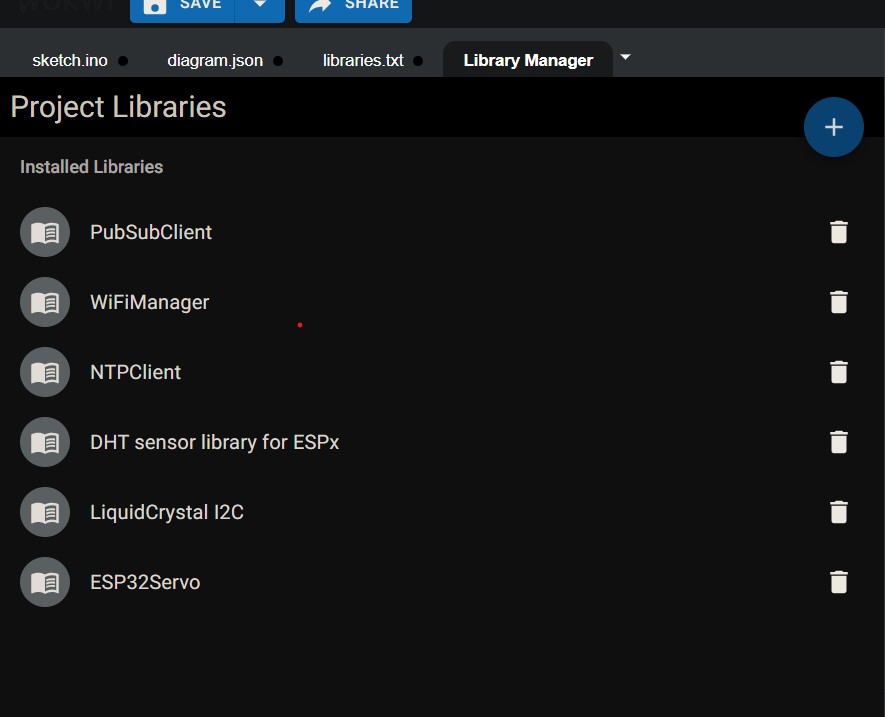 SAVE SHARE
sketch.ino diagram.json libraries.txt Library Manager
Project Libraries
Installed Libraries
PubSubClient
WiFiManager
NTPClient
DHT sensor library for ESPx
LiquidCrystal I2C
ESP32Servo